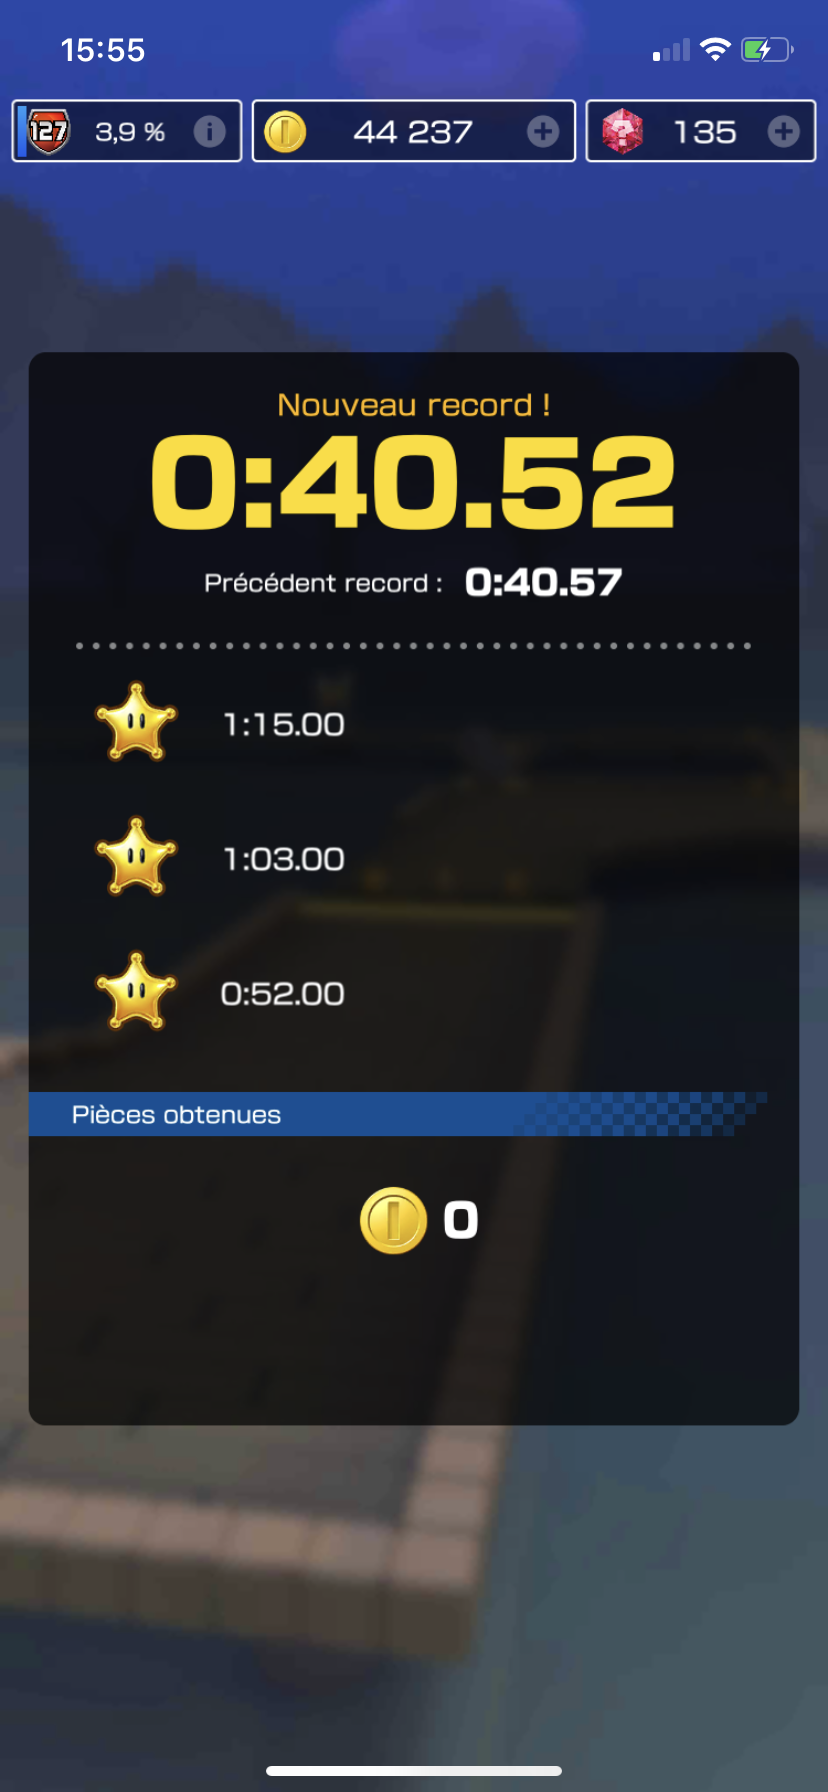 15:55
127 3,9 % i 44 237 135
Nouveau record !
0:40.52
Précédent record : 0:40.57
1:15.00
1:03.00
0:52.00
Pièces obtenues
0